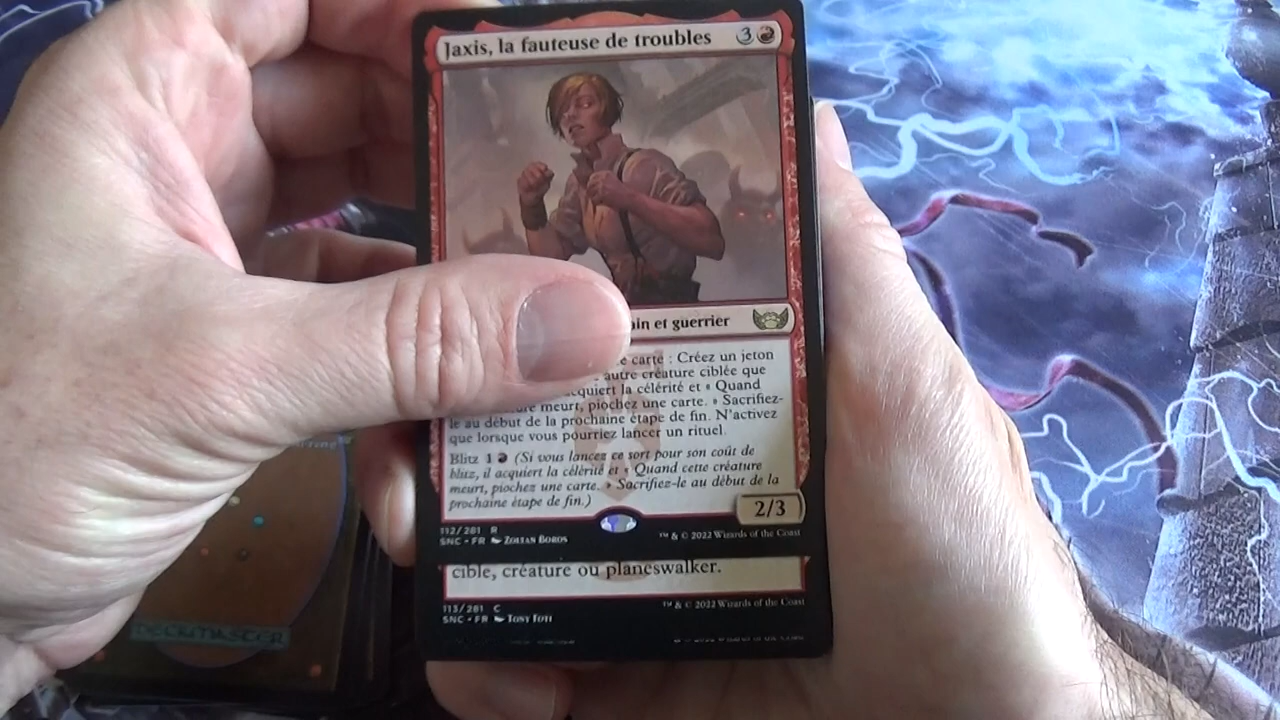 Jaxis, la fauteuse de troubles 3
ain et guerrier
carte : Créez un jeton
autre créature ciblée que
acquiert la célérité et « Quand
meurt, piochez une carte. » Sacrifiez-
le au début de la prochaine étape de fin. N'activez
que lorsque vous pourriez lancer un rituel.
Blitz 1 (Si vous lancez ce sort pour son coût de
blitz, il acquiert la célérité et « Quand cette créature
meurt, piochez une carte. » Sacrifiez-le au début de la
prochaine étape de fin.)
2/3
112/281 R
SNC • FR Zoltan Boros
™ & © 2022 Wizards of the Coast
cible, créature ou planeswalker.
113/281 C
SNC • FR Tony Foti
™ & © 2022 Wizards of the Coast
DECKMASTER